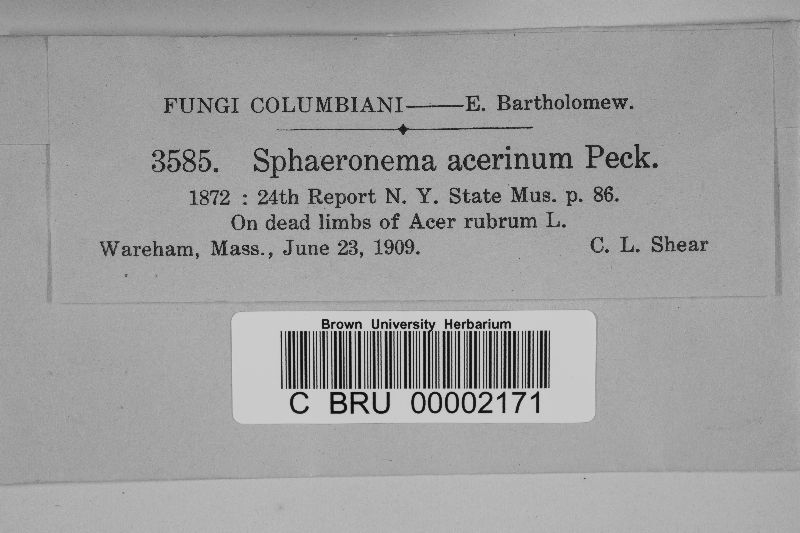 FUNGI COLUMBIANI——E. Bartholomew.
3585. Sphaeronema acerinum Peck.
1872 : 24th Report N. Y. State Mus. p. 86.
On dead limbs of Acer rubrum L.
Wareham, Mass., June 23, 1909. C. L. Shear
Brown University Herbarium
C BRU 00002171